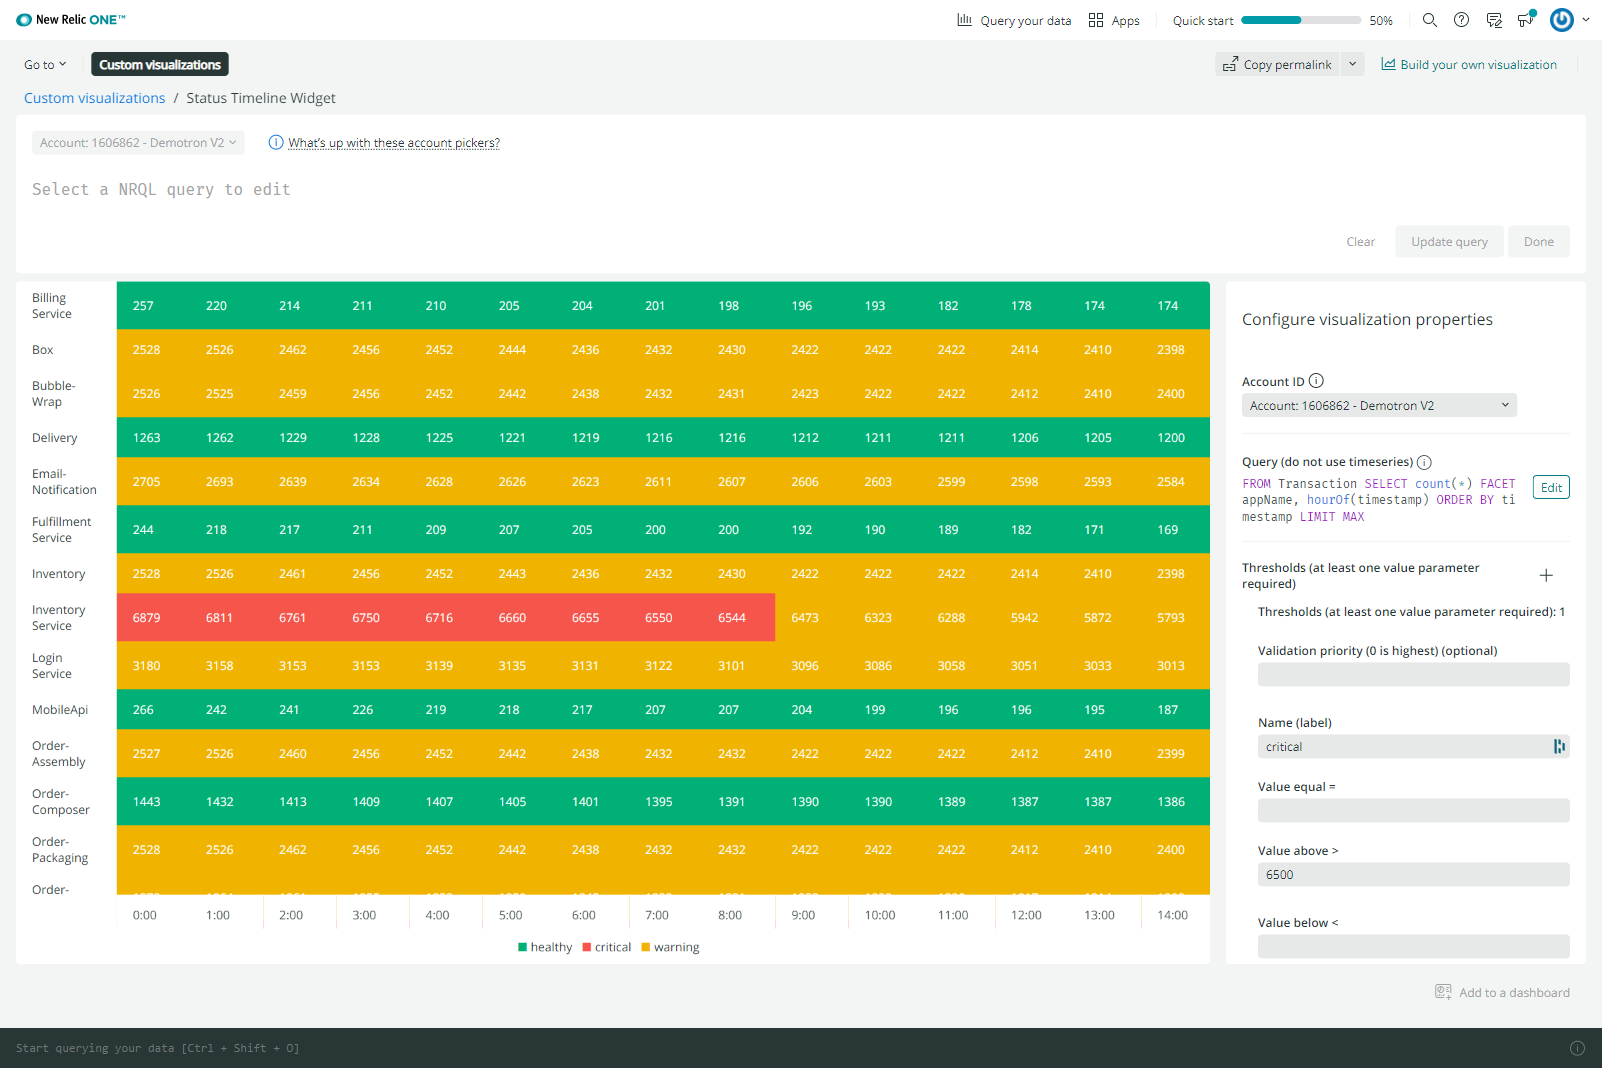 New Relic ONE™
Query your data
Apps
Quick start
50%
Go to
Custom visualizations
Copy permalink
Build your own visualization
Custom visualizations / Status Timeline Widget
Account: 1606862 - Demotron V2
What's up with these account pickers?
Select a NRQL query to edit
Clear
Update query
Done
Billing
Service
257 220 214 211 210 205 204 201 198 196 193 182 178 174 174
Box
2528 2526 2462 2456 2452 2444 2436 2432 2430 2422 2422 2422 2414 2410 2398
Bubble-
Wrap
2526 2525 2459 2456 2452 2442 2438 2432 2431 2423 2422 2422 2412 2410 2400
Delivery
1263 1262 1229 1228 1225 1221 1219 1216 1216 1212 1211 1211 1206 1205 1200
Email-
Notification
2705 2693 2639 2634 2628 2626 2623 2611 2607 2606 2603 2599 2598 2593 2584
Fulfillment
Service
244 218 217 211 209 207 205 200 200 192 190 189 182 171 169
Inventory
2528 2526 2461 2456 2452 2443 2436 2432 2430 2422 2422 2422 2414 2410 2398
Inventory
Service
6879 6811 6761 6750 6716 6660 6655 6550 6544 6473 6323 6288 5942 5872 5793
Login
Service
3180 3158 3153 3153 3139 3135 3131 3122 3101 3096 3086 3058 3051 3033 3013
MobileApi
266 242 241 226 219 218 217 207 207 204 199 196 196 195 187
Order-
Assembly
2527 2526 2460 2456 2452 2442 2438 2432 2432 2422 2422 2422 2412 2410 2399
Order-
Composer
1443 1432 1413 1409 1407 1405 1401 1395 1391 1390 1390 1389 1387 1387 1386
Order-
Packaging
2528 2526 2462 2456 2452 2442 2438 2432 2432 2422 2422 2422 2412 2410 2400
Order-
0:00 1:00 2:00 3:00 4:00 5:00 6:00 7:00 8:00 9:00 10:00 11:00 12:00 13:00 14:00
healthy critical warning
Configure visualization properties
Account ID
Account: 1606862 - Demotron V2
Query (do not use timeseries)
FROM Transaction SELECT count(*) FACET
appName, hourOf(timestamp) ORDER BY ti
mestamp LIMIT MAX
Edit
Thresholds (at least one value parameter
required)
Thresholds (at least one value parameter required): 1
Validation priority (0 is highest) (optional)
Name (label)
critical
Value equal =
Value above >
6500
Value below <
Add to a dashboard
Start querying your data [Ctrl + Shift + O]